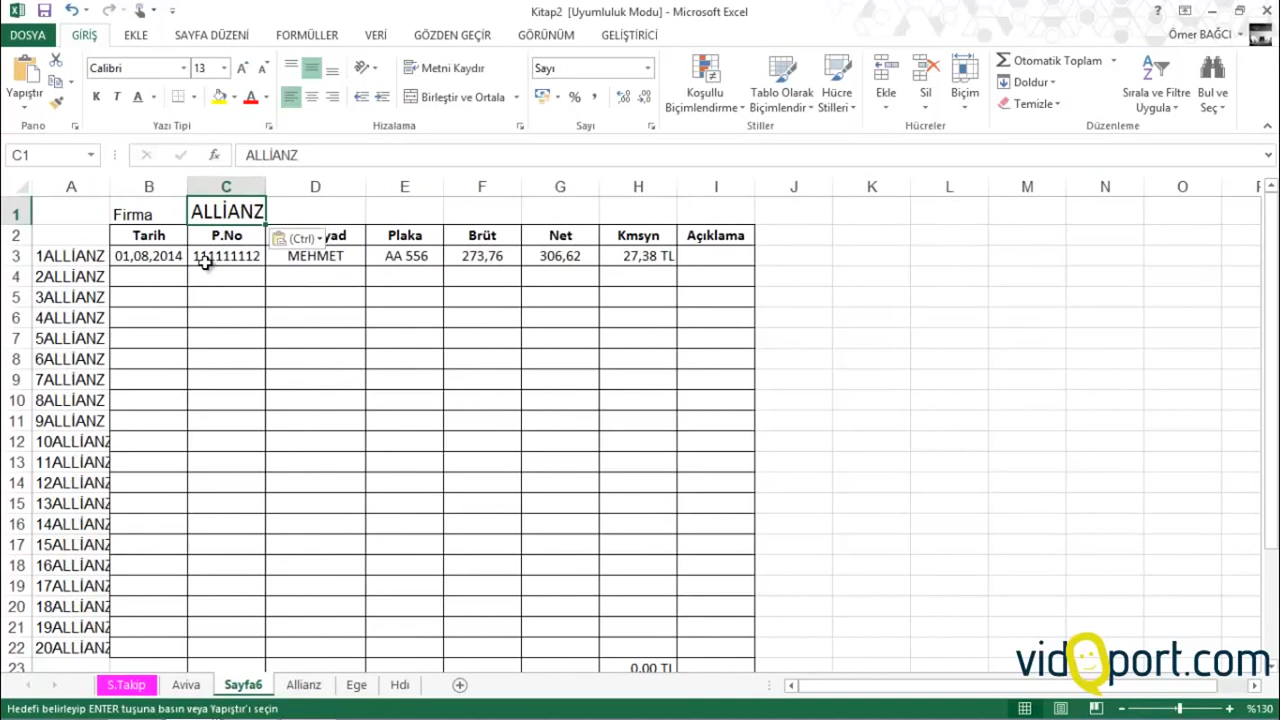 Kitap2 [Uyumluluk Modu] - Microsoft Excel
DOSYA GİRİŞ EKLE SAYFA DÜZENİ FORMÜLLER VERİ GÖZDEN GEÇİR GÖRÜNÜM GELİŞTİRİCİ Ömer BAĞCI
Calibri 13 Metni Kaydır Sayı Otomatik Toplam
Doldur
Yapıştır K T A Birleştir ve Ortala Koşullu Biçimlendirme Tablo Olarak Biçimlendir Hücre Stilleri Ekle Sil Biçim Temizle Sırala ve Filtre Uygula Bul ve Seç
Pano Yazı Tipi Hizalama Sayı Stiller Hücreler Düzenleme
C1 fx ALLİANZ
A B C D E F G H I J K L M N O P
1 Firma ALLİANZ
2 Tarih P.No yad Plaka Brüt Net Kmsyn Açıklama
(Ctrl)
3 1ALLİANZ 01,08,2014 111111112 MEHMET AA 556 273,76 306,62 27,38 TL
4 2ALLİANZ
5 3ALLİANZ
6 4ALLİANZ
7 5ALLİANZ
8 6ALLİANZ
9 7ALLİANZ
10 8ALLİANZ
11 9ALLİANZ
12 10ALLİANZ
13 11ALLİANZ
14 12ALLİANZ
15 13ALLİANZ
16 14ALLİANZ
17 15ALLİANZ
18 16ALLİANZ
19 17ALLİANZ
20 18ALLİANZ
21 19ALLİANZ
22 20ALLİANZ
23 0,00 TL
vidoport.com
S.Takip Aviva Sayfa6 Allianz Ege Hdi
Hedefi belirleyip ENTER tuşuna basın veya Yapıştır'ı seçin %130